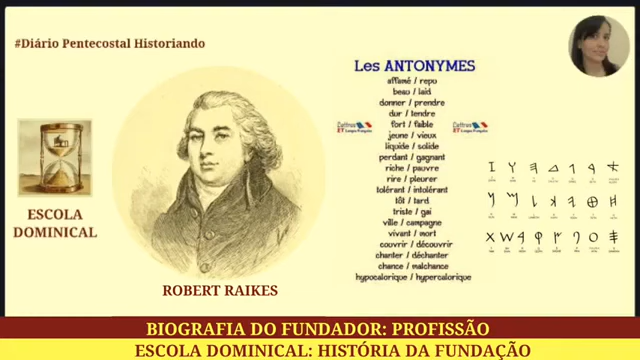 #Diário Pentecostal Historiando
ESCOLA
DOMINICAL
ROBERT RAIKES
Les ANTONYMES
affamé / repu
beau / laid
donner / prendre
dur / tendre
fort / faible
jeune / vieux
liquide / solide
perdant / gagnant
riche / pauvre
rire / pleurer
tolérant / intolérant
tôt / tard
triste / gai
ville / campagne
vivant / mort
couvrir / découvrir
chanter / déchanter
chance / malchance
hypocalorique / hypercalorique
BIOGRAFIA DO FUNDADOR: PROFISSÃO
ESCOLA DOMINICAL: HISTÓRIA DA FUNDAÇÃO